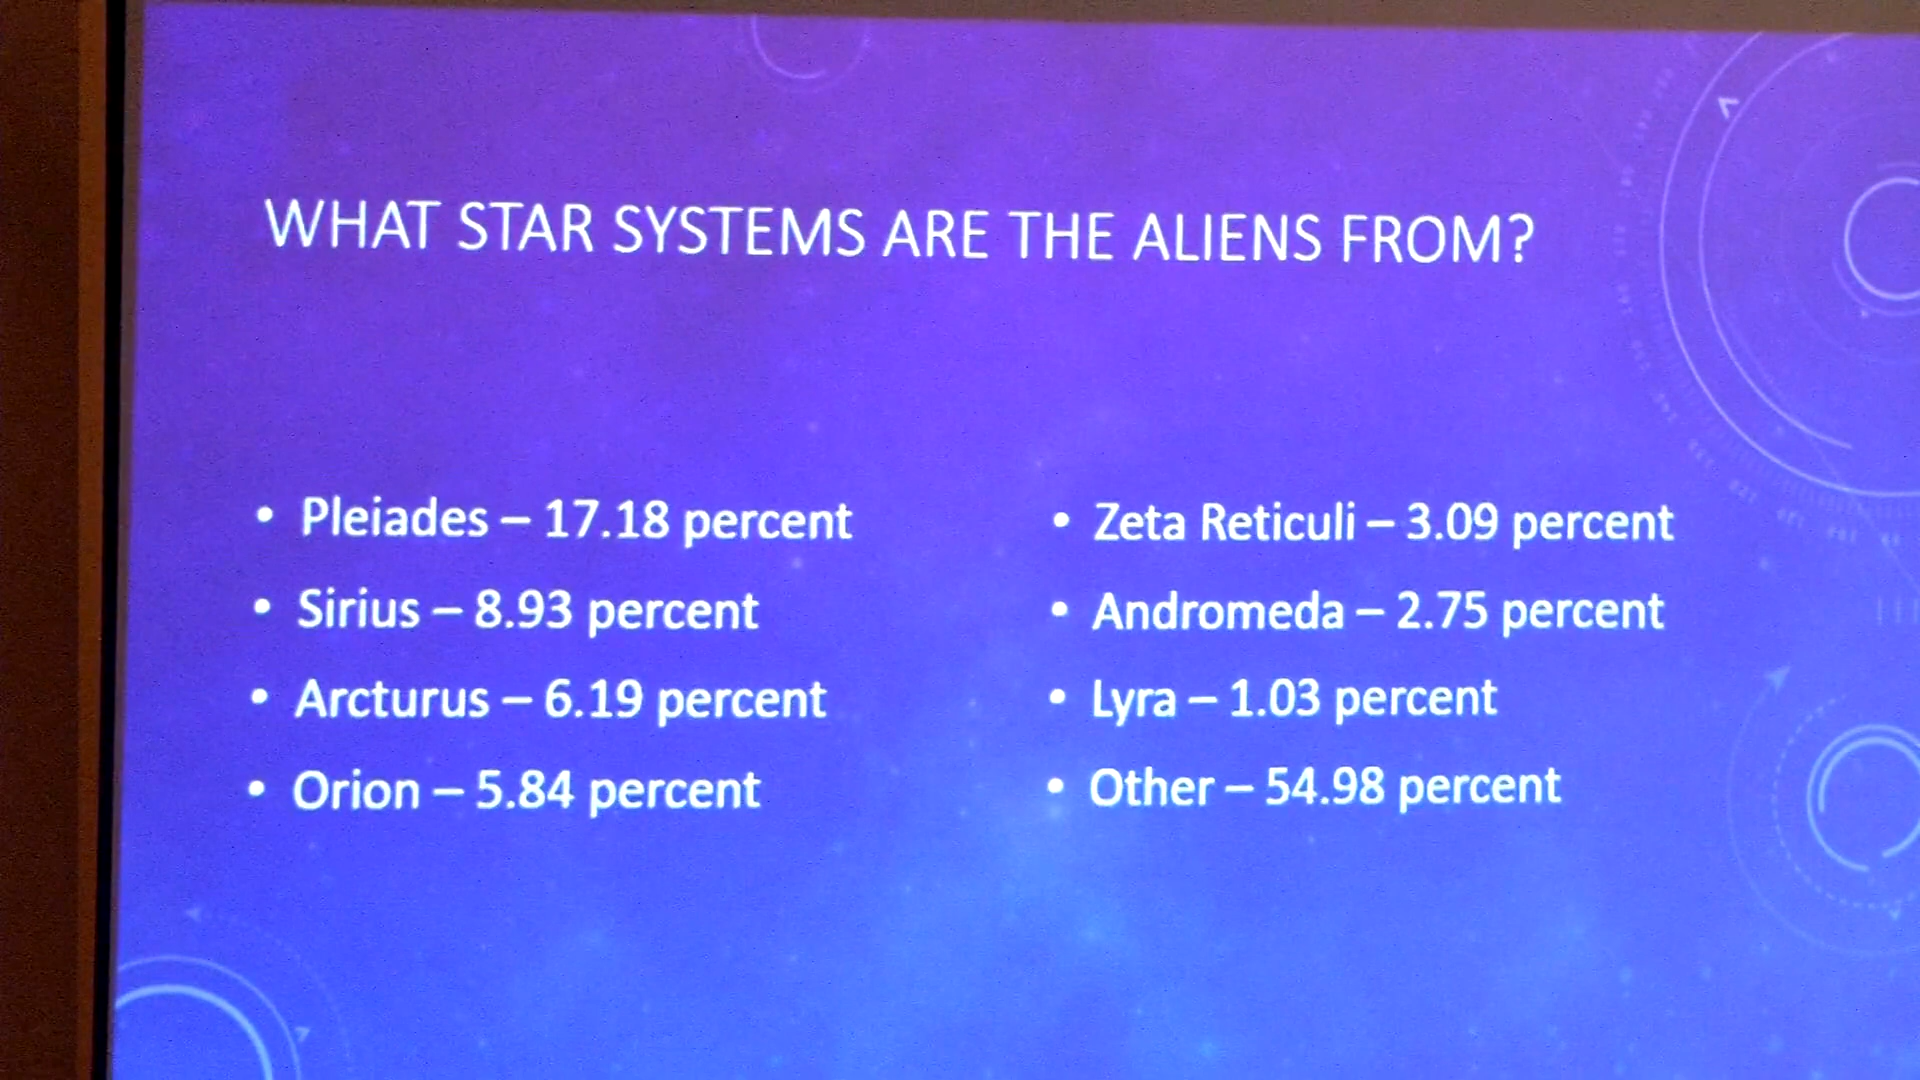 WHAT STAR SYSTEMS ARE THE ALIENS FROM?
• Pleiades – 17.18 percent
• Sirius – 8.93 percent
• Arcturus – 6.19 percent
• Orion – 5.84 percent
• Zeta Reticuli – 3.09 percent
• Andromeda – 2.75 percent
• Lyra – 1.03 percent
• Other – 54.98 percent